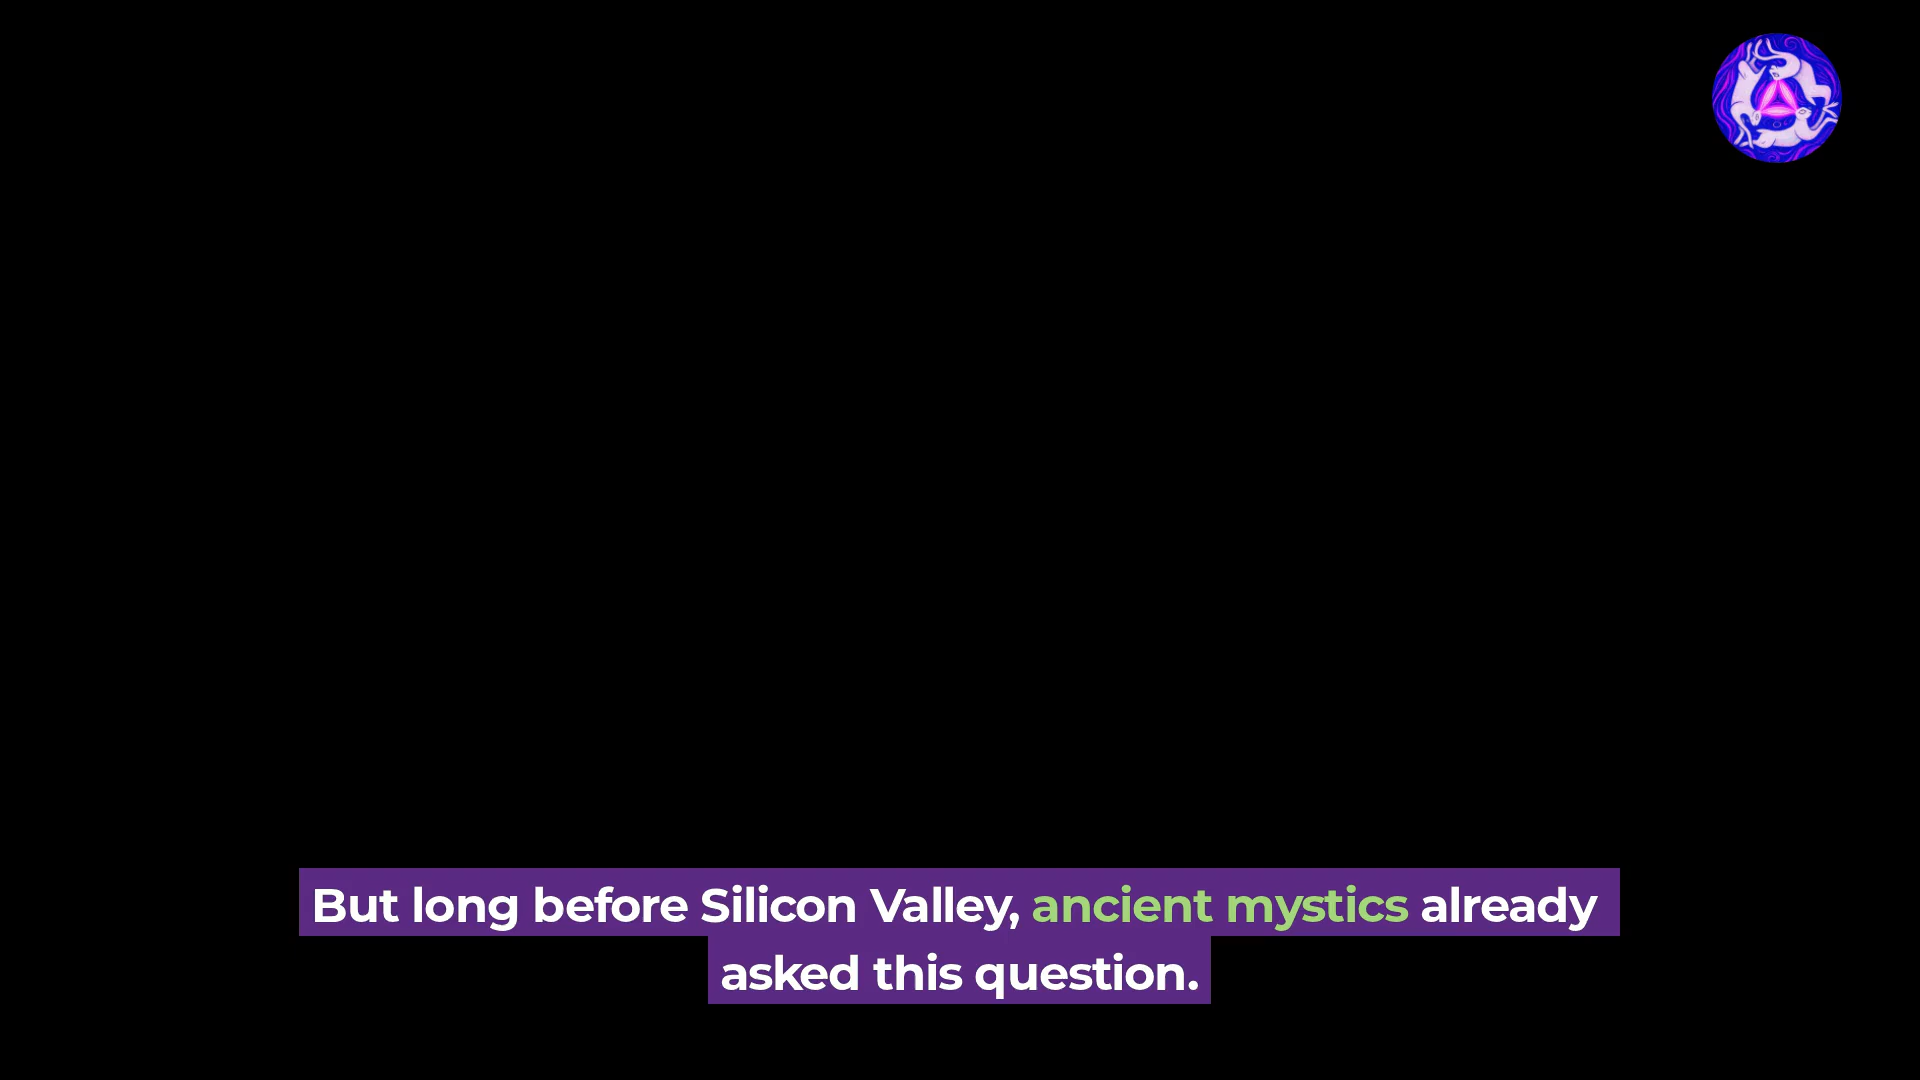 But long before Silicon Valley, ancient mystics already
asked this question.